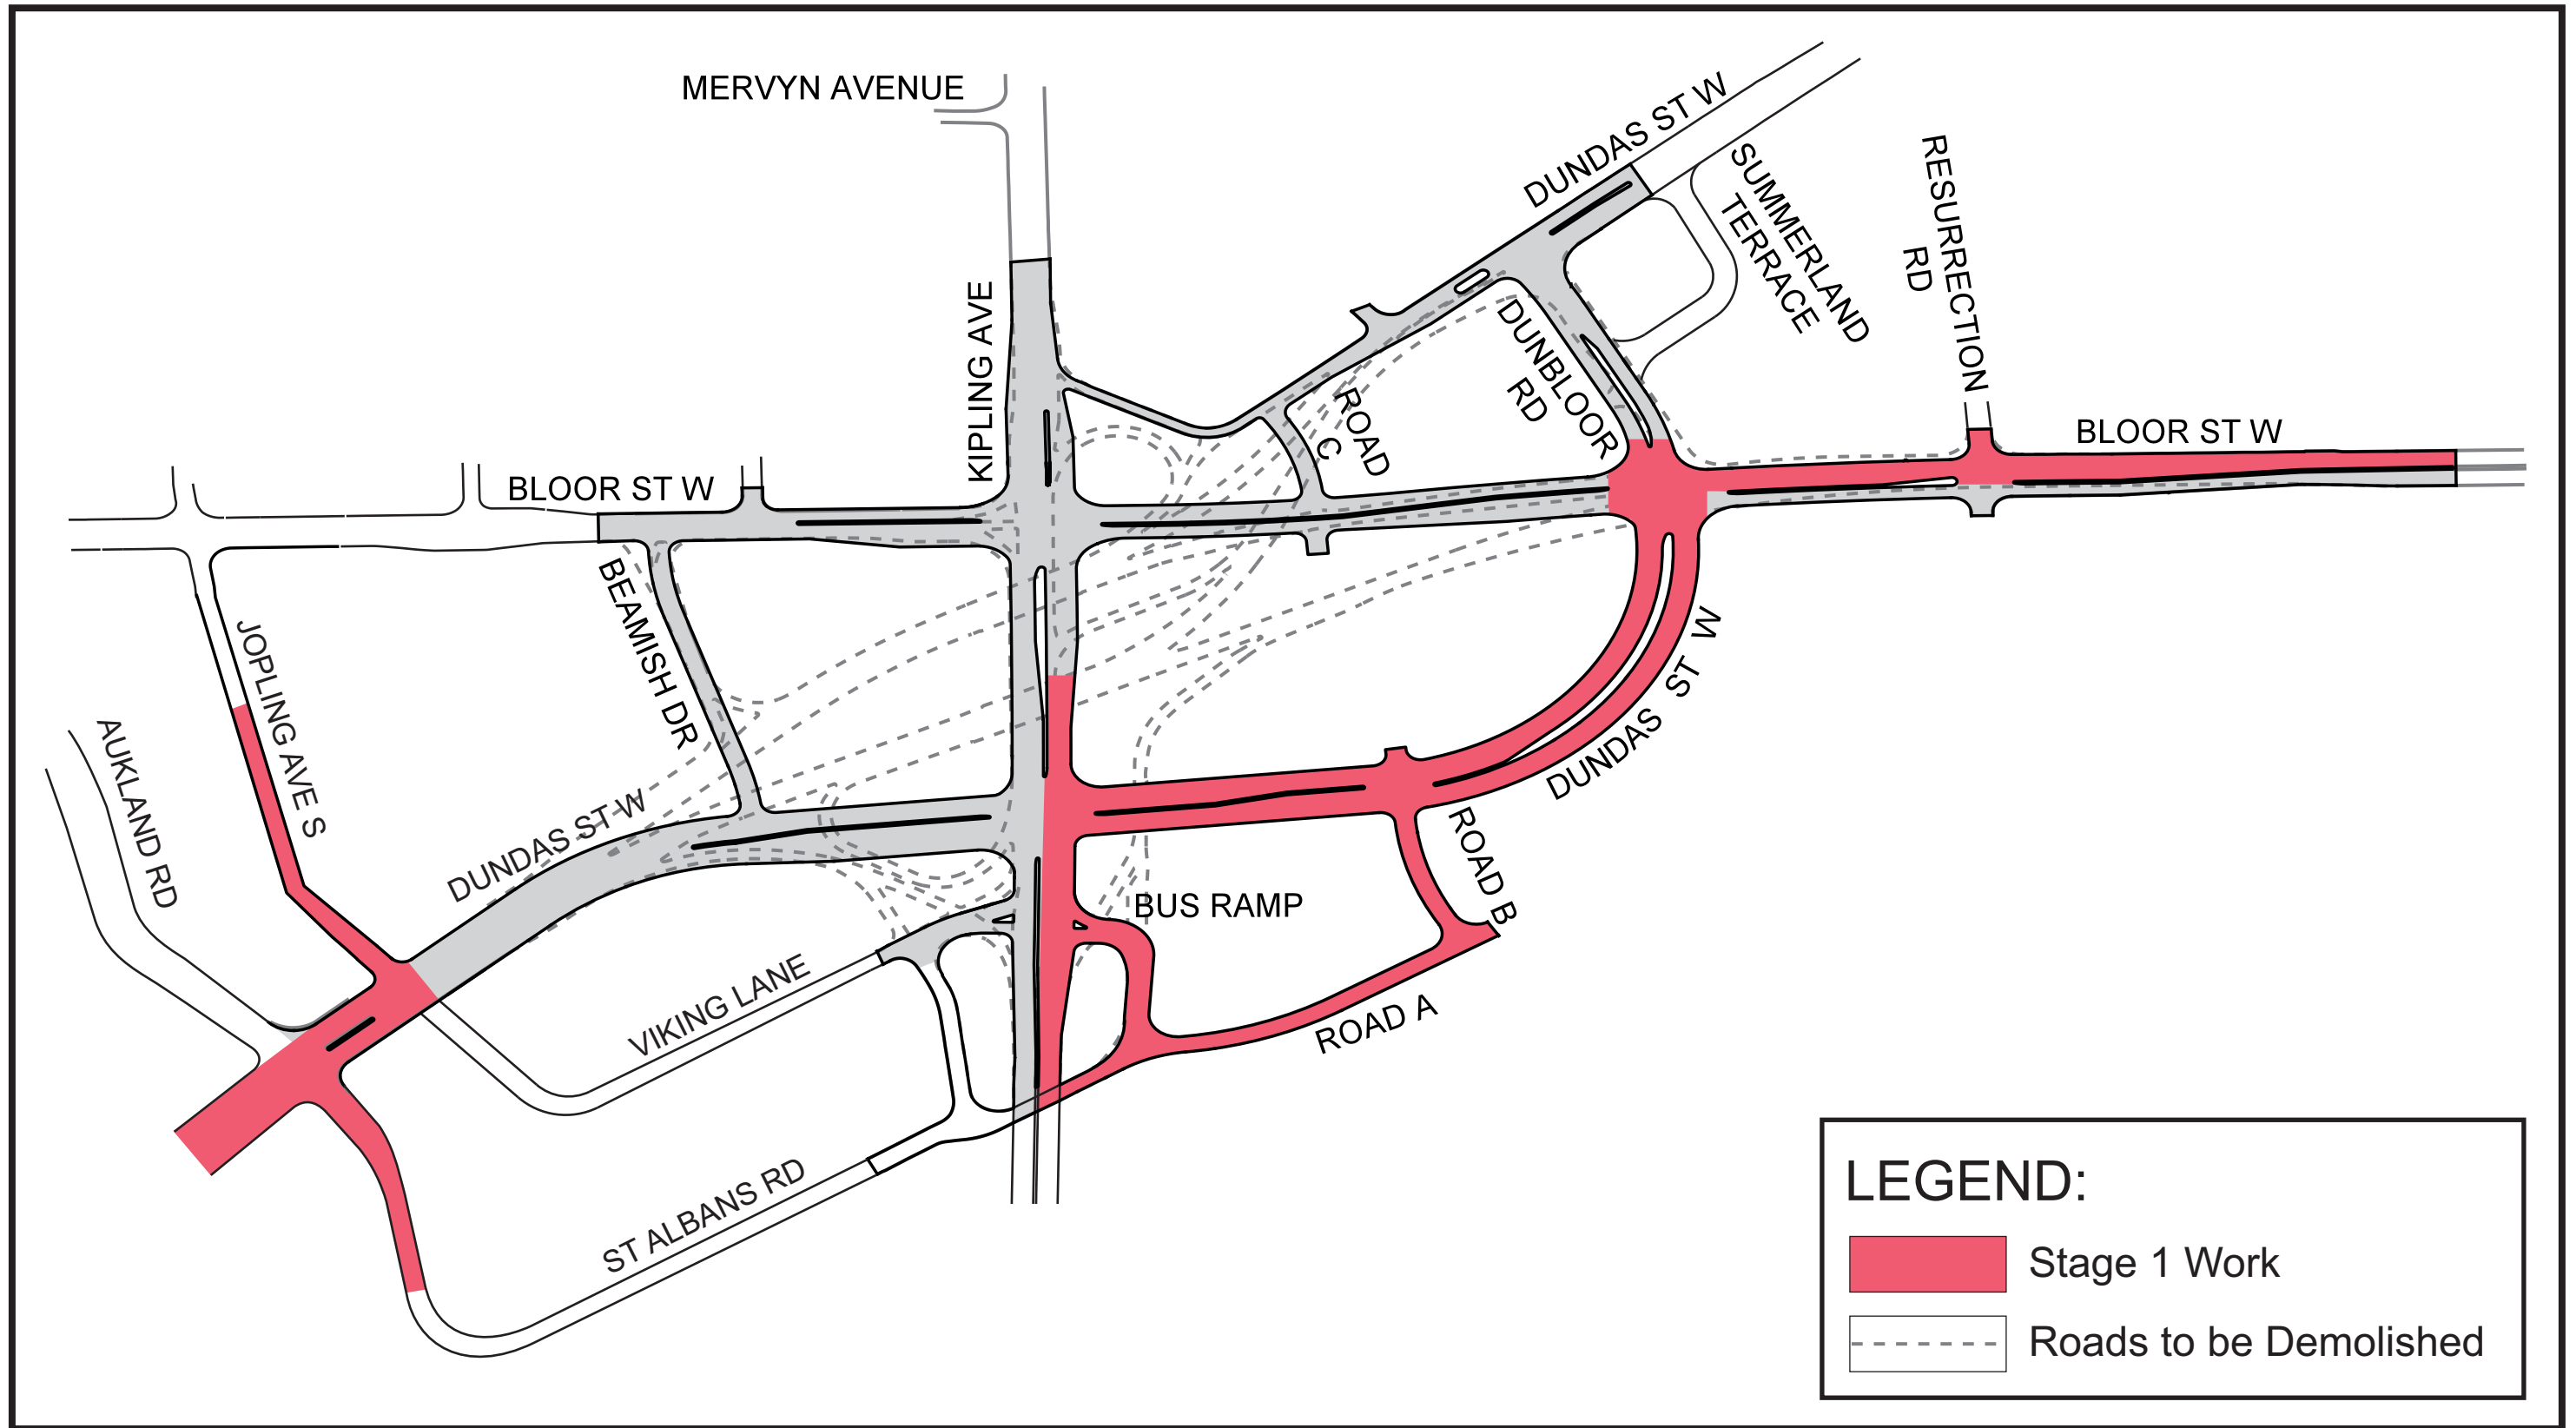 MERVYN AVENUE
DUNDAS ST W
SUMMERLAND
TERRACE
RESURRECTION
RD
KIPLING AVE
DUNBLOOR
RD
ROAD
C
BLOOR ST W
BLOOR ST W
BEAMISH DR
JOPLING AVE S
AUKLAND RD
DUNDAS ST W
DUNDAS ST W
ROAD B
BUS RAMP
VIKING LANE
ROAD A
ST ALBANS RD
LEGEND:
Stage 1 Work
Roads to be Demolished